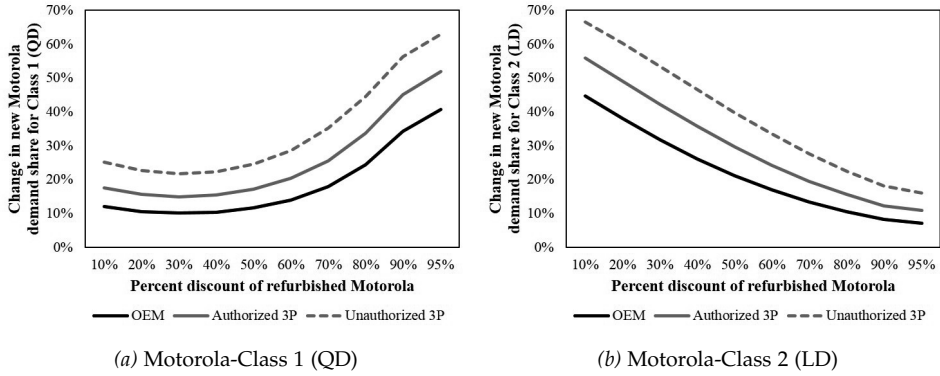 Change in new Motorola
demand share for Class 1 (QD)
70%
60%
50%
40%
30%
20%
10%
0%
10% 20% 30% 40% 50% 60% 70% 80% 90% 95%
Percent discount of refurbished Motorola
OEM Authorized 3P Unauthorized 3P
(a) Motorola-Class 1 (QD)
Change in new Motorola
demand share for Class 2 (LD)
70%
60%
50%
40%
30%
20%
10%
0%
10% 20% 30% 40% 50% 60% 70% 80% 90% 95%
Percent discount of refurbished Motorola
OEM Authorized 3P Unauthorized 3P
(b) Motorola-Class 2 (LD)